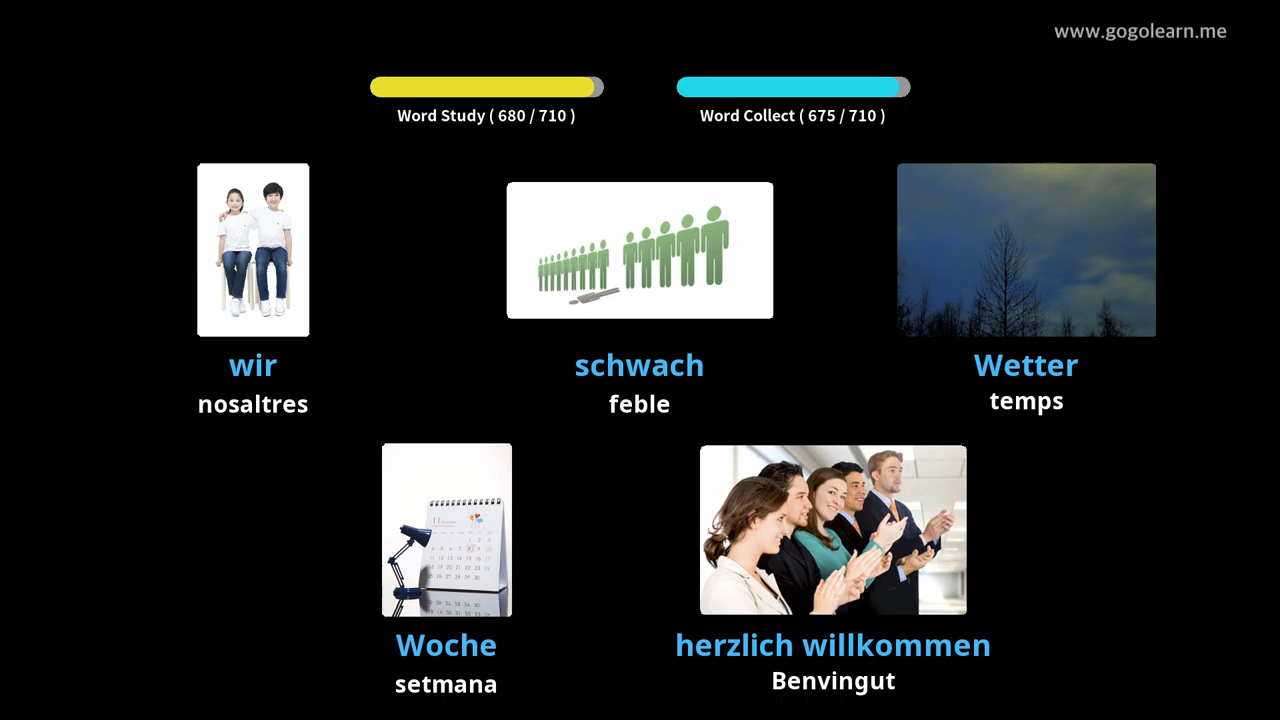 www.gogolearn.me
Word Study ( 680 / 710 )
Word Collect ( 675 / 710 )
wir
nosaltres
schwach
feble
Wetter
temps
Woche
setmana
herzlich willkommen
Benvingut